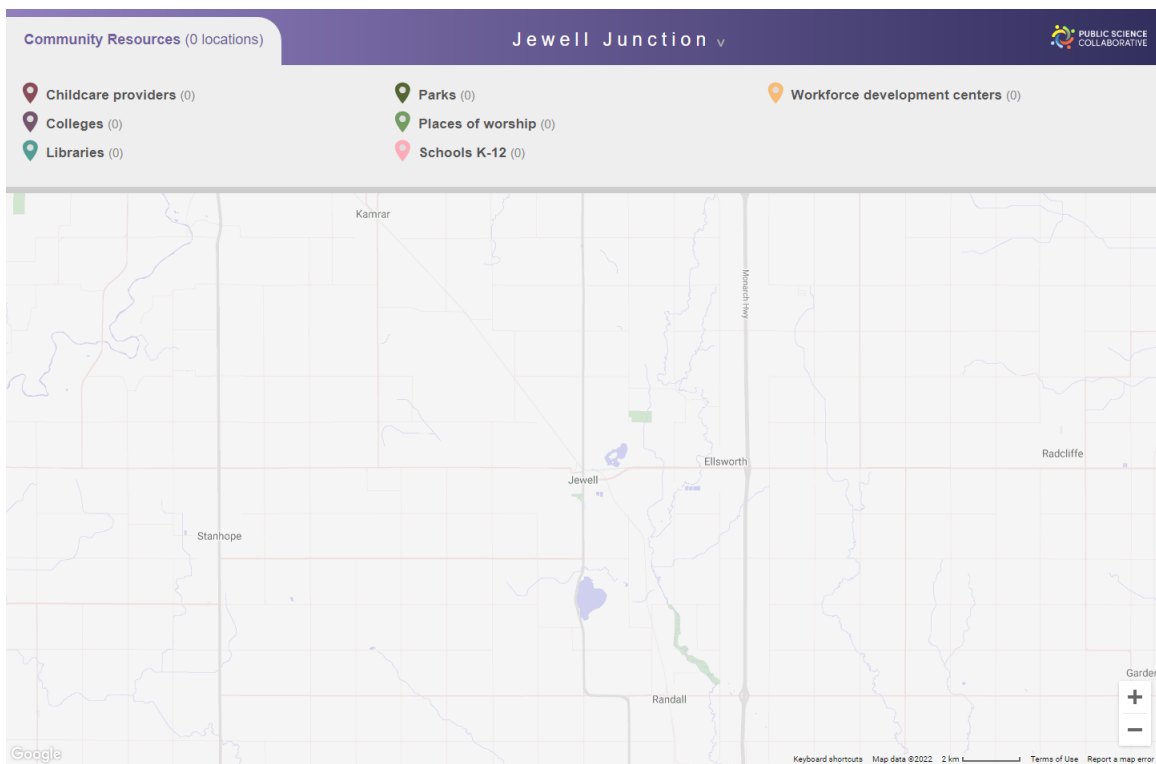 Community Resources (0 locations)
Jewell Junction v
PUBLIC SCIENCE
COLLABORATIVE
Childcare providers (0)
Parks (0)
Workforce development centers (0)
Colleges (0)
Places of worship (0)
Libraries (0)
Schools K-12 (0)
Kamrar
Monarch Hwy
Radcliffe
Ellsworth
Jewell
Stanhope
Garden
Randall
+
−
Google
Keyboard shortcuts Map data ©2022 2 km Terms of Use Report a map error